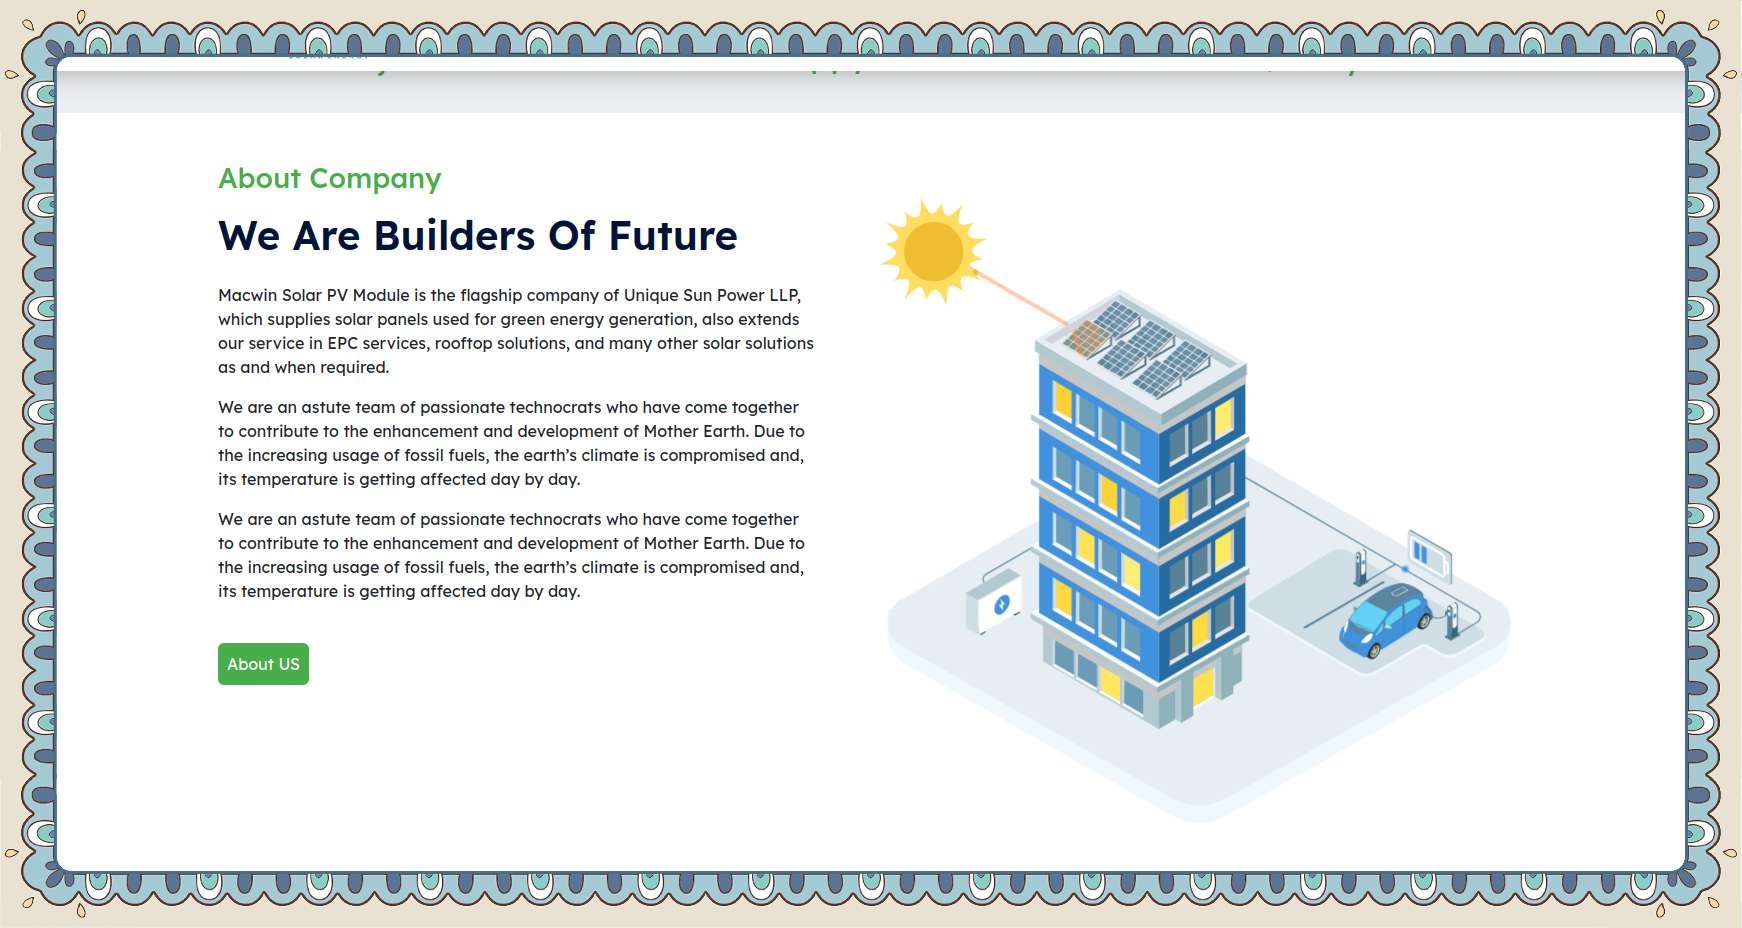 About Company
We Are Builders Of Future
Macwin Solar PV Module is the flagship company of Unique Sun Power LLP,
which supplies solar panels used for green energy generation, also extends
our service in EPC services, rooftop solutions, and many other solar solutions
as and when required.
We are an astute team of passionate technocrats who have come together
to contribute to the enhancement and development of Mother Earth. Due to
the increasing usage of fossil fuels, the earth’s climate is compromised and,
its temperature is getting affected day by day.
We are an astute team of passionate technocrats who have come together
to contribute to the enhancement and development of Mother Earth. Due to
the increasing usage of fossil fuels, the earth’s climate is compromised and,
its temperature is getting affected day by day.
About US